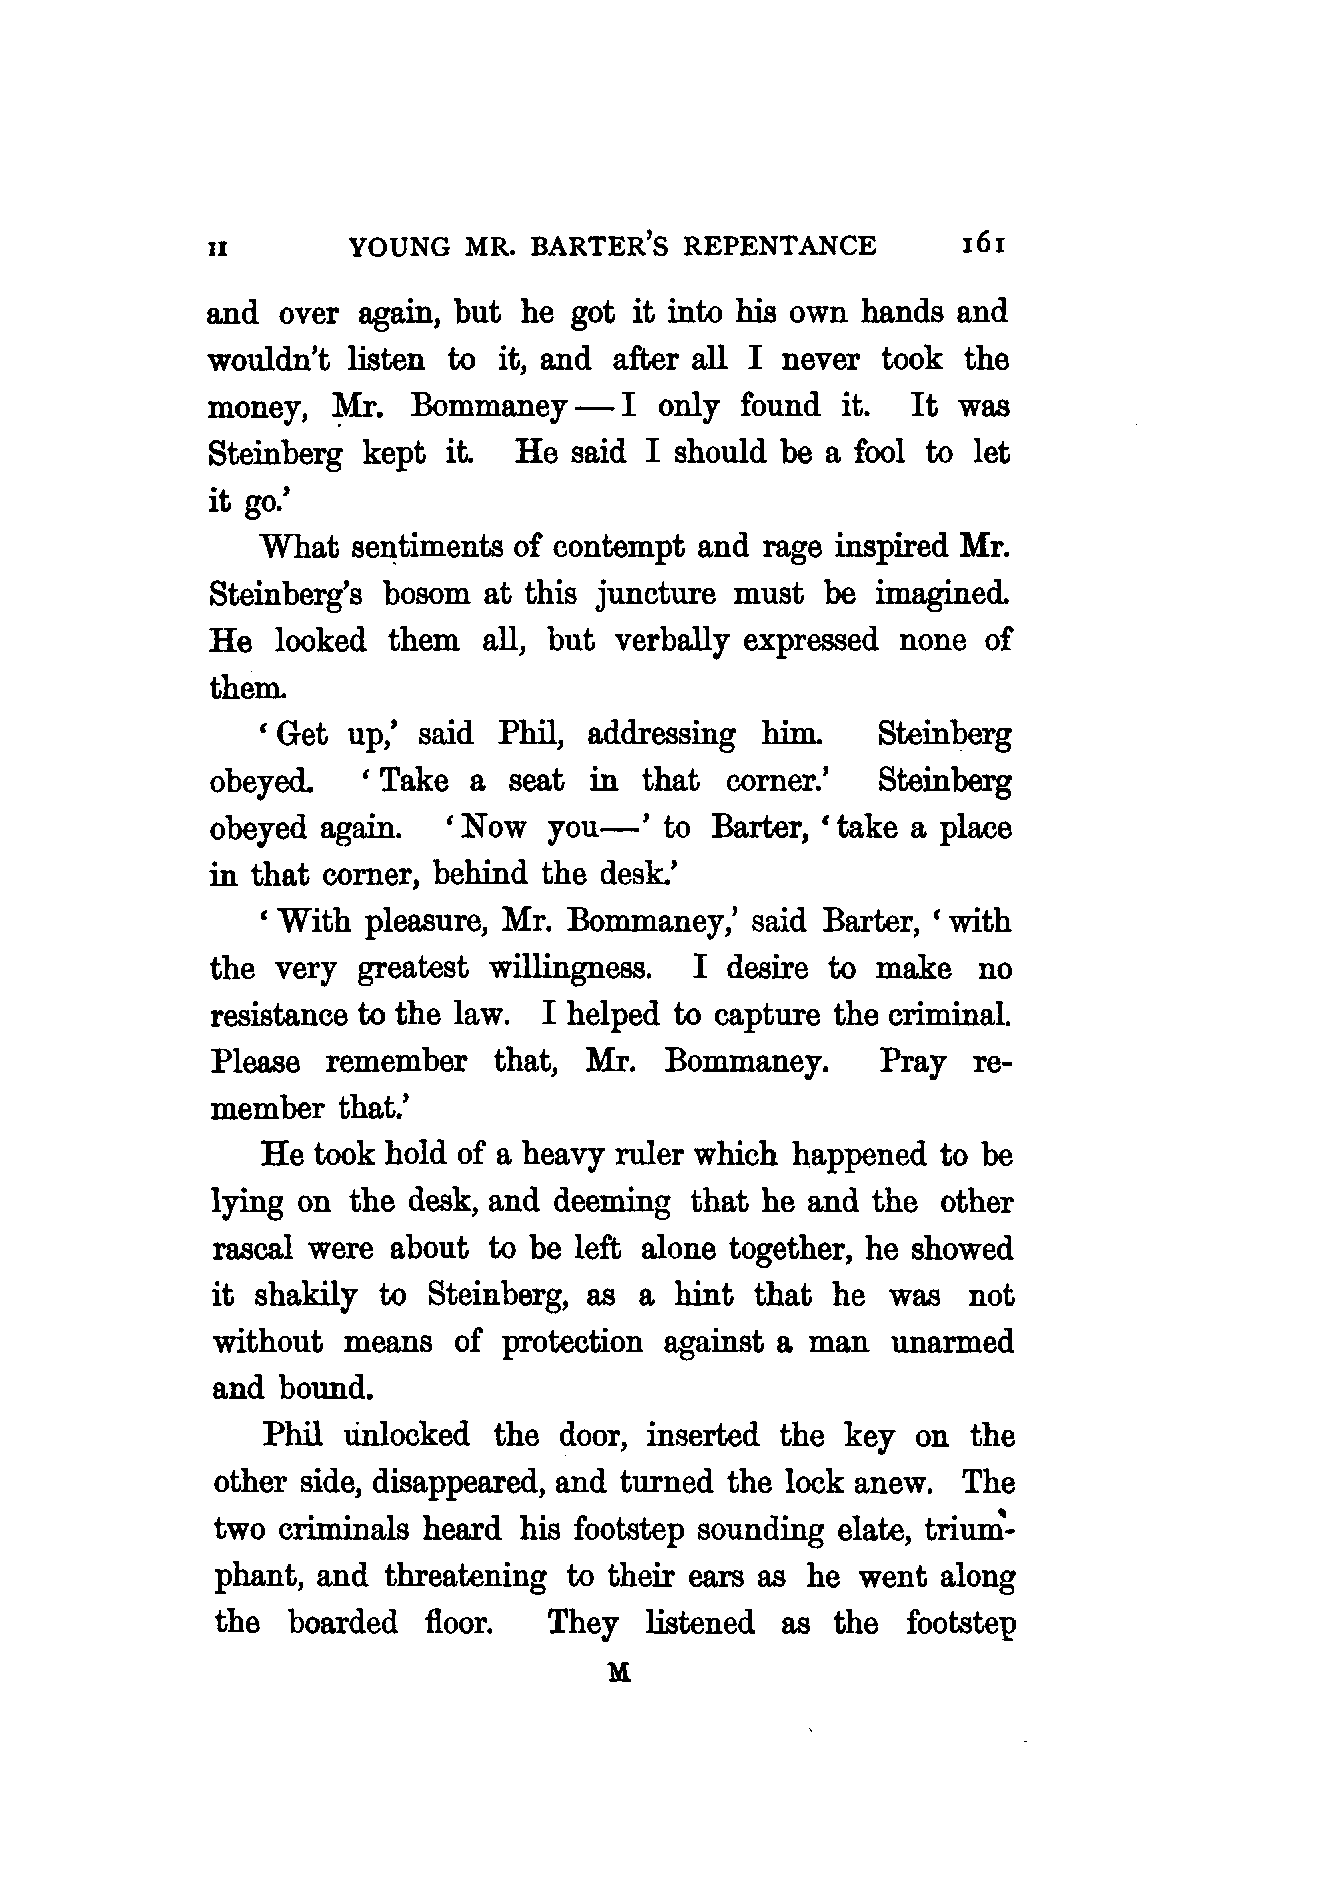 II YOUNG MR. BARTER'S REPENTANCE 161
and over again, but he got it into his own hands and
wouldn't listen to it, and after all I never took the
money, Mr. Bommaney—I only found it. It was
Steinberg kept it. He said I should be a fool to let
it go.'
What sentiments of contempt and rage inspired Mr.
Steinberg's bosom at this juncture must be imagined.
He looked them all, but verbally expressed none of
them.
'Get up,' said Phil, addressing him. Steinberg
obeyed. 'Take a seat in that corner.' Steinberg
obeyed again. 'Now you—' to Barter, 'take a place
in that corner, behind the desk.'
'With pleasure, Mr. Bommaney,' said Barter, 'with
the very greatest willingness. I desire to make no
resistance to the law. I helped to capture the criminal.
Please remember that, Mr. Bommaney. Pray re-
member that.'
He took hold of a heavy ruler which happened to be
lying on the desk, and deeming that he and the other
rascal were about to be left alone together, he showed
it shakily to Steinberg, as a hint that he was not
without means of protection against a man unarmed
and bound.
Phil unlocked the door, inserted the key on the
other side, disappeared, and turned the lock anew. The
two criminals heard his footstep sounding elate, trium-
phant, and threatening to their ears as he went along
the boarded floor. They listened as the footstep
M